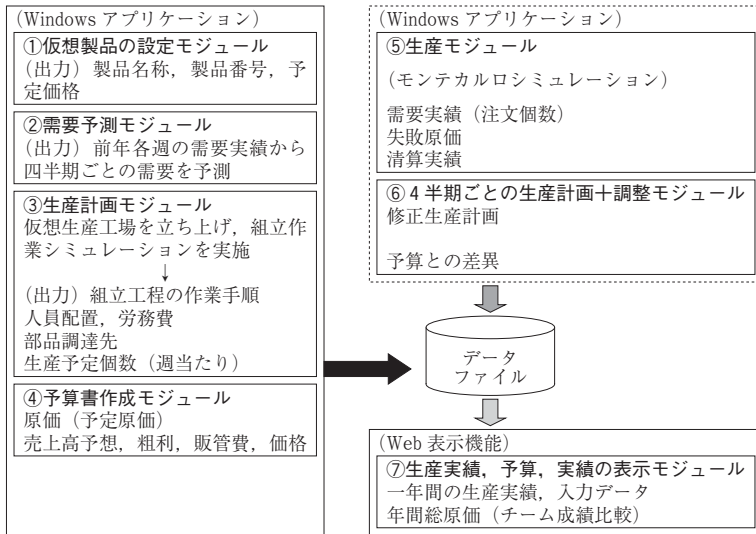 (Windows アプリケーション)
①仮想製品の設定モジュール
(出力)製品名称,製品番号,予
定価格
②需要予測モジュール
(出力)前年各週の需要実績から
四半期ごとの需要を予測
③生産計画モジュール
仮想生産工場を立ち上げ,組立作
業シミュレーションを実施
↓
(出力)組立工程の作業手順
人員配置,労務費
部品調達先
生産予定個数(週当たり)
④予算書作成モジュール
原価(予定原価)
売上高予想,粗利,販管費,価格
(Windows アプリケーション)
⑤生産モジュール
(モンテカルロシミュレーション)
需要実績(注文個数)
失敗原価
清算実績
⑥4 半期ごとの生産計画+調整モジュール
修正生産計画
予算との差異
データ
ファイル
(Web 表示機能)
⑦生産実績,予算,実績の表示モジュール
一年間の生産実績,入力データ
年間総原価(チーム成績比較)